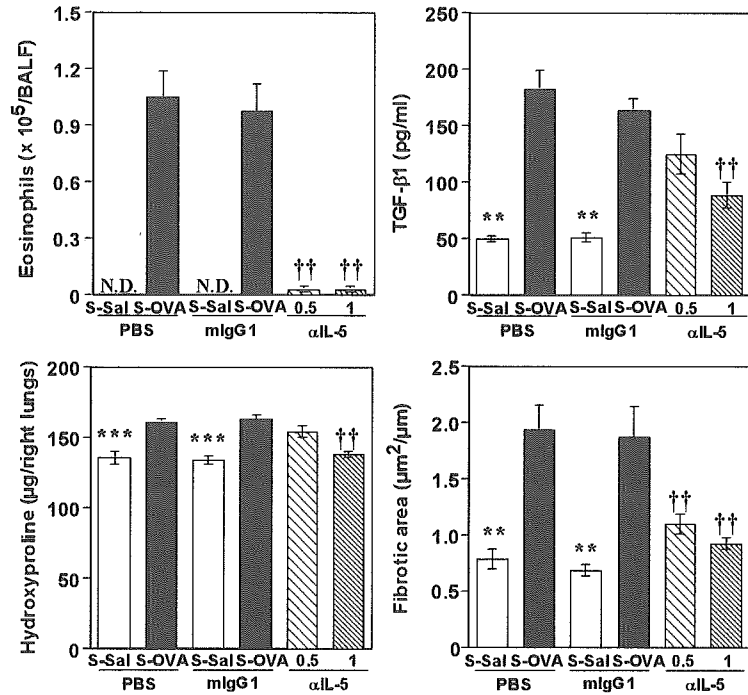 Eosinophils (x 10⁵/BALF)
1.5
1.2
0.9
0.6
0.3
0
N.D.
N.D.
††
††
S-Sal S-OVA S-Sal S-OVA 0.5 1
PBS mIgG1 αIL-5
TGF-β1 (pg/ml)
250
200
150
100
50
0
**
**
††
S-Sal S-OVA S-Sal S-OVA 0.5 1
PBS mIgG1 αIL-5
Hydroxyproline (µg/right lungs)
200
150
100
50
0
***
***
††
S-Sal S-OVA S-Sal S-OVA 0.5 1
PBS mIgG1 αIL-5
Fibrotic area (µm²/µm)
2.5
2.0
1.5
1.0
0.5
0
**
**
††
††
S-Sal S-OVA S-Sal S-OVA 0.5 1
PBS mIgG1 αIL-5